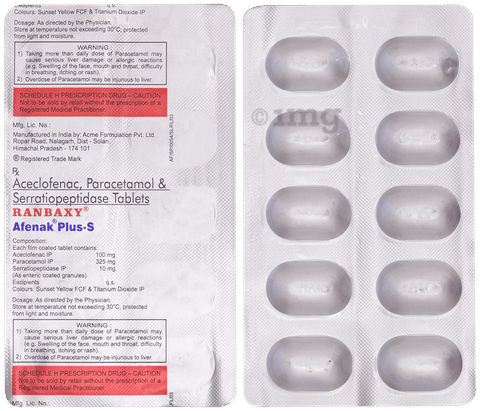 Excipients q.s.
Colours: Sunset Yellow FCF & Titanium Dioxide IP
Dosage: As directed by the Physician.
Store at temperature not exceeding 30°C, protected
from light and moisture.
WARNING :
1) Taking more than daily dose of Paracetamol may
cause serious liver damage or allergic reactions
(e.g. Swelling of the face, mouth and throat, difficulty
in breathing, itching or rash).
2) Overdose of Paracetamol may be injurious to liver.
SCHEDULE H PRESCRIPTION DRUG – CAUTION
Not to be sold by retail without the prescription of a
Registered Medical Practitioner.
Mfg. Lic. No.:
Manufactured in India by: Acme Formulation Pvt. Ltd.
Ropar Road, Nalagarh, Dist - Solan,
Himachal Pradesh - 174 101
® Registered Trade Mark
Rx
Aceclofenac, Paracetamol &
Serratiopeptidase Tablets
RANBAXY®
Afenak® Plus-S
Composition:
Each film coated tablet contains:
Aceclofenac IP 100 mg
Paracetamol IP 325 mg
Serratiopeptidase IP 10 mg
(As enteric coated granules)
Excipients q.s.
Colours: Sunset Yellow FCF & Titanium Dioxide IP
Dosage: As directed by the Physician.
Store at temperature not exceeding 30°C, protected
from light and moisture.
WARNING :
1) Taking more than daily dose of Paracetamol may
cause serious liver damage or allergic reactions
(e.g. Swelling of the face, mouth and throat, difficulty
in breathing, itching or rash).
2) Overdose of Paracetamol may be injurious to liver.
SCHEDULE H PRESCRIPTION DRUG – CAUTION
Not to be sold by retail without the prescription of a
Registered Medical Practitioner.
Mfg. Lic. No.:
©1mg